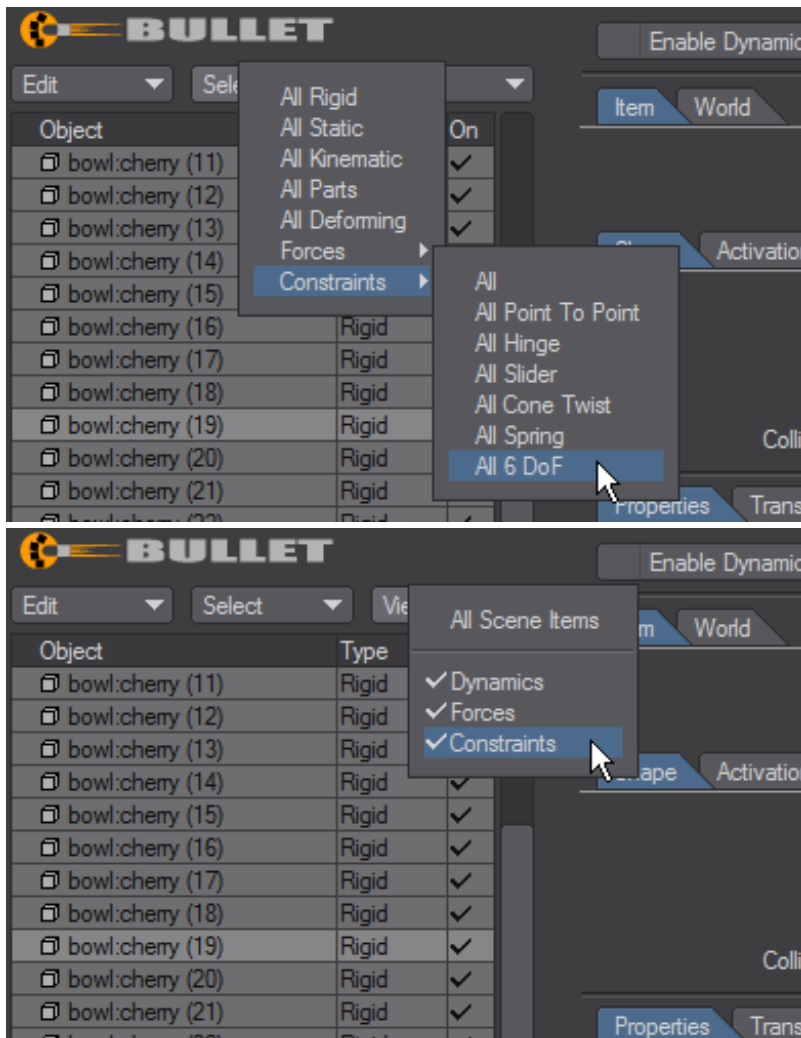 BULLET
Enable Dynamic
Edit
Sele
Item World
Object
On
All Rigid
All Static
All Kinematic
All Parts
All Deforming
Forces
Constraints
bowl:cherry (11)
bowl:cherry (12)
bowl:cherry (13)
bowl:cherry (14)
bowl:cherry (15)
bowl:cherry (16) Rigid
bowl:cherry (17) Rigid
bowl:cherry (18) Rigid
bowl:cherry (19) Rigid
bowl:cherry (20) Rigid
bowl:cherry (21) Rigid
Activatio
All
All Point To Point
All Hinge
All Slider
All Cone Twist
All Spring
All 6 DoF
Colli
Properties Trans
BULLET
Enable Dynamic
Edit Select Vie
All Scene Items
Dynamics
Forces
Constraints
m World
Object Type
bowl:cherry (11) Rigid
bowl:cherry (12) Rigid
bowl:cherry (13) Rigid
bowl:cherry (14) Rigid
bowl:cherry (15) Rigid
bowl:cherry (16) Rigid
bowl:cherry (17) Rigid
bowl:cherry (18) Rigid
bowl:cherry (19) Rigid
bowl:cherry (20) Rigid
bowl:cherry (21) Rigid
ape Activatio
Colli
Properties Trans